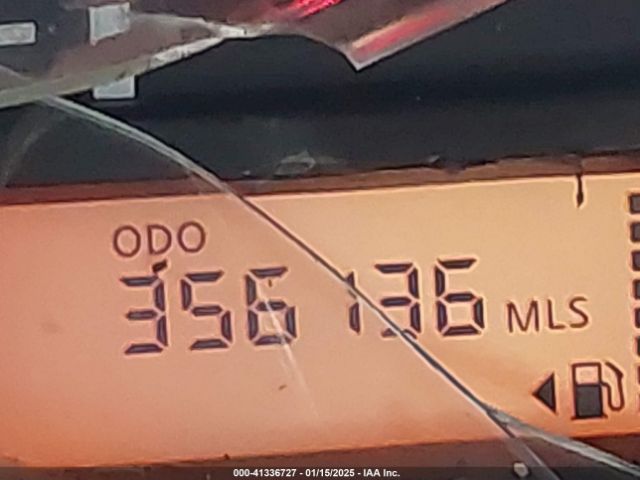 ODO
356136 MLS
000-41336727 - 01/15/2025 - IAA Inc.